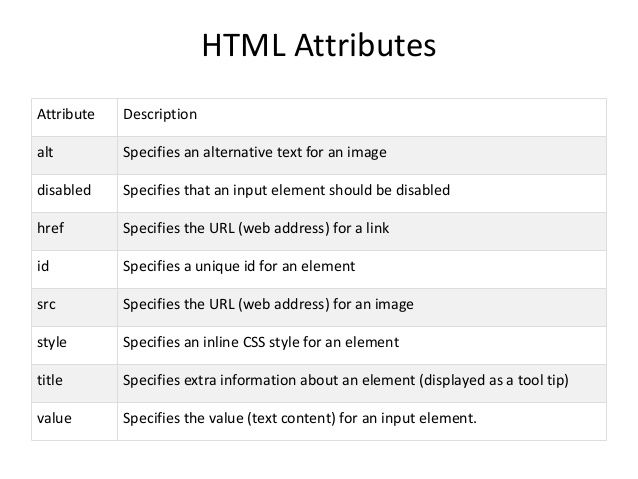 HTML Attributes
Attribute Description
alt Specifies an alternative text for an image
disabled Specifies that an input element should be disabled
href Specifies the URL (web address) for a link
id Specifies a unique id for an element
src Specifies the URL (web address) for an image
style Specifies an inline CSS style for an element
title Specifies extra information about an element (displayed as a tool tip)
value Specifies the value (text content) for an input element.